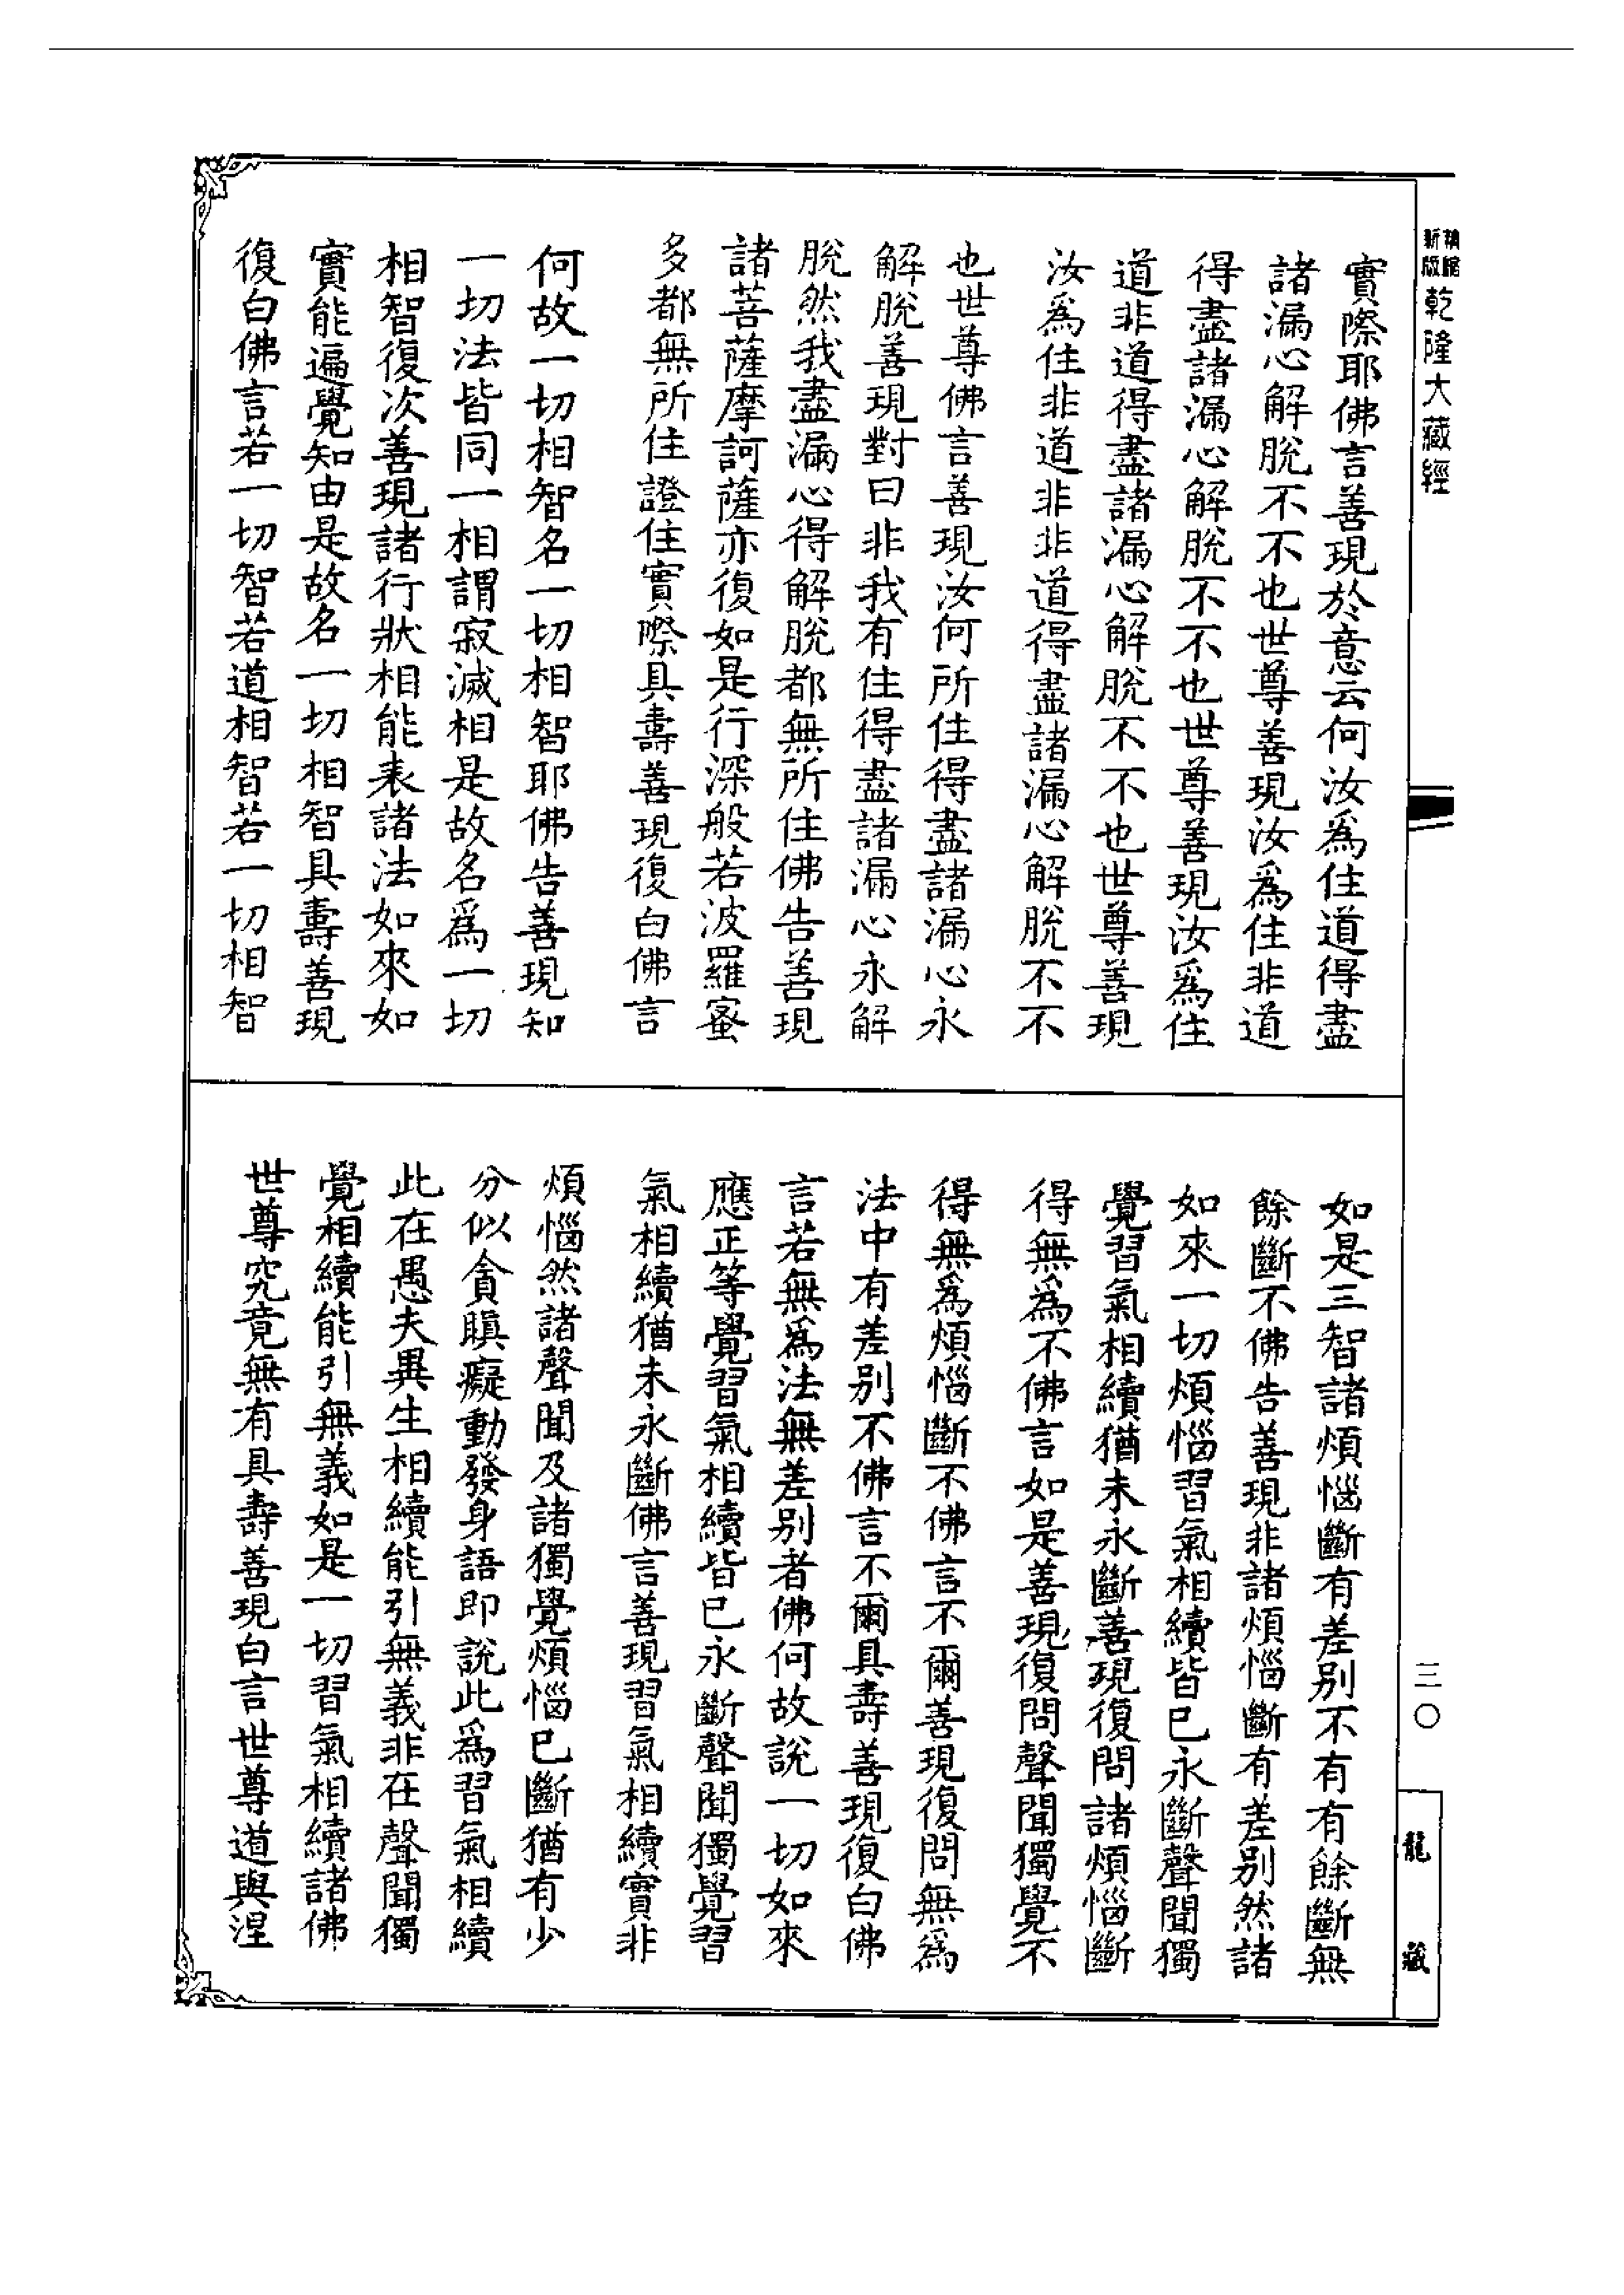 新版
精縮
乾隆大藏經
實際耶佛言善現於意云何汝為住道得盡
諸漏心解脫不不也世尊善現汝爲住非道
得盡諸漏心解脫不不也世尊善現汝爲住
道非道得盡諸漏心解脫不不也世尊善現
汝爲住非道非非道得盡諸漏心解脫不不
也世尊佛言善現汝何所住得盡諸漏心永
解脫善現對曰非我有住得盡諸漏心永解
脫然我盡漏心得解脫都無所住佛告善現
諸菩薩摩訶薩亦復如是行深般若波羅蜜
多都無所住證住實際具壽善現復白佛言
何故一切相智名一切相智耶佛告善現知
一切法皆同一相謂寂滅相是故名爲一切
相智復次善現諸行狀相能表諸法如來如
實能遍覺知由是故名一切相智具壽善現
復白佛言若一切智若道相智若一切相智
如是三智諸煩惱斷有差別不有有餘斷無
餘斷不佛告善現非諸煩惱斷有差別然諸
如來一切煩惱習氣相續皆已永斷聲聞獨
覺習氣相續猶未永斷善現復問諸煩惱斷
得無爲不佛言如是善現復問聲聞獨覺不
得無爲煩惱斷不佛言不爾善現復問無爲
法中有差別不佛言不爾具壽善現復白佛
言若無爲法無差別者佛何故說一切如來
應正等覺習氣相續皆已永斷聲聞獨覺習
氣相續猶未永斷佛言善現習氣相續實非
煩惱然諸聲聞及諸獨覺煩惱已斷猶有少
分似貪瞋癡動發身語即說此爲習氣相續
此在愚夫異生相續能引無義非在聲聞獨
覺相續能引無義如是一切習氣相續諸佛
世尊究竟無有具壽善現白言世尊道與涅
三〇
龍藏